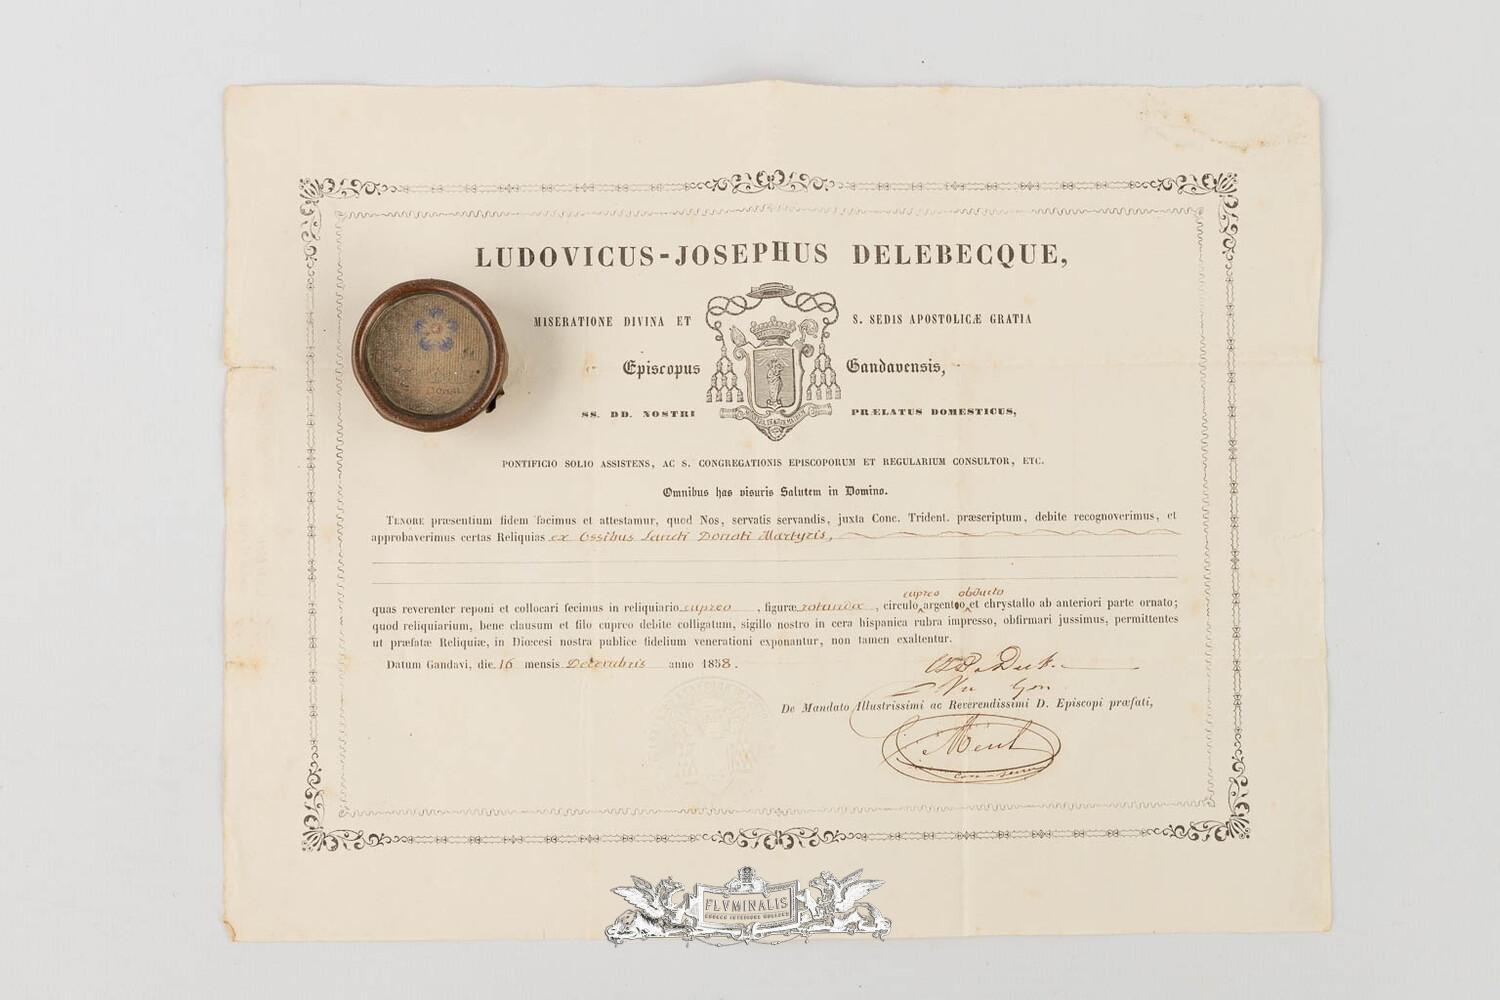 LUDOVICUS-JOSEPHUS DELEBECQUE,
MISERATIONE DIVINA ET S. SEDIS APOSTOLICÆ GRATIA
Episcopus Gandavensis,
SS. DD. NOSTRI PRÆLATUS DOMESTICUS,
PONTIFICIO SOLIO ASSISTENS, AC S. CONGREGATIONIS EPISCOPORUM ET REGULARIUM CONSULTOR, ETC.
Omnibus has visuris Salutem in Domino.
TENORE præsentium fidem facimus et attestamur, quod Nos, servatis servandis, juxta Conc. Trident. præscriptum, debite recognoverimus, et
approbaverimus certas Reliquias ex Ossibus Sancti Donati Martyris,
cupreo obducto
quas reverenter reponi et collocari fecimus in reliquiario cupreo, figuræ rotundæ, circulo argenteo et chrystallo ab anteriori parte ornato;
quod reliquiarium, bene clausum et filo cupreo debite colligatum, sigillo nostro in cera hispanica rubra impresso, obfirmari jussimus, permittentes
ut præfatæ Reliquiæ, in Diœcesi nostra publice fidelium venerationi exponantur, non tamen exaltentur.
Datum Gandavi, die 16 mensis Decembris anno 1858.
De Mandato Illustrissimi ac Reverendissimi D. Episcopi præfati,
Donati
FLVMINALIS